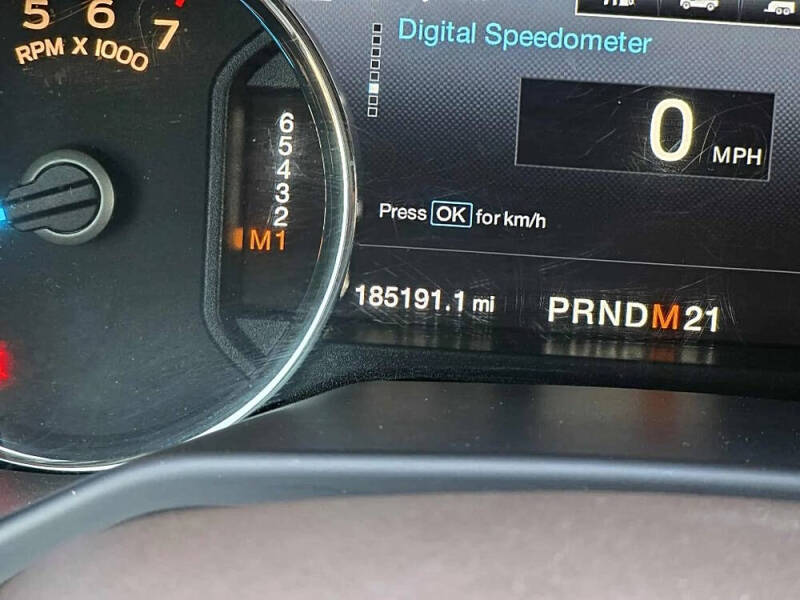 5 6 7
RPM X 1000
Digital Speedometer
0 MPH
6
5
4
3
2
M1
Press OK for km/h
185191.1 mi
PRNDM21